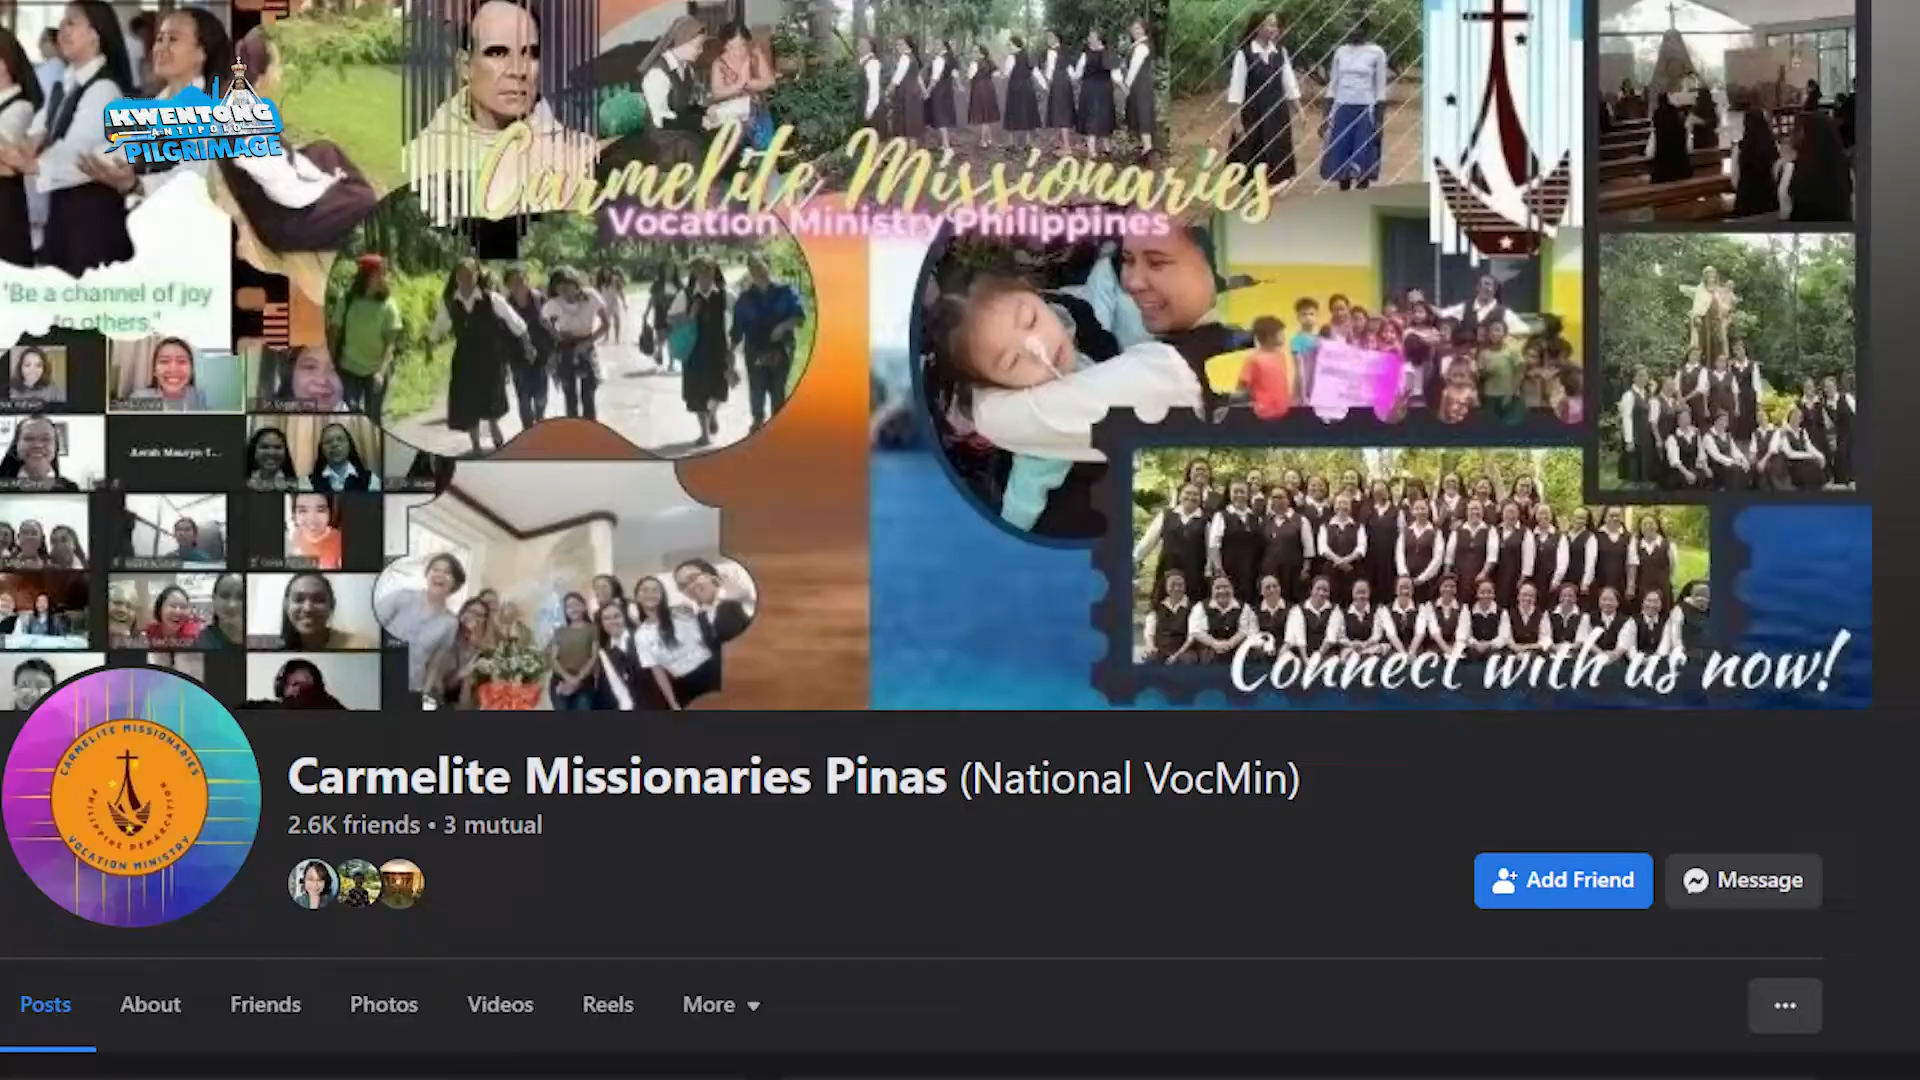 KWENTONG
ANTIPOLO
PILGRIMAGE
Carmelite Missionaries
Vocation Ministry Philippines
"Be a channel of joy
to others."
Connect with us now!
CARMELITE MISSIONARIES
PHILIPPINE DEMARCATION
VOCATION MINISTRY
Carmelite Missionaries Pinas (National VocMin)
2.6K friends • 3 mutual
Add Friend
Message
Posts
About
Friends
Photos
Videos
Reels
More